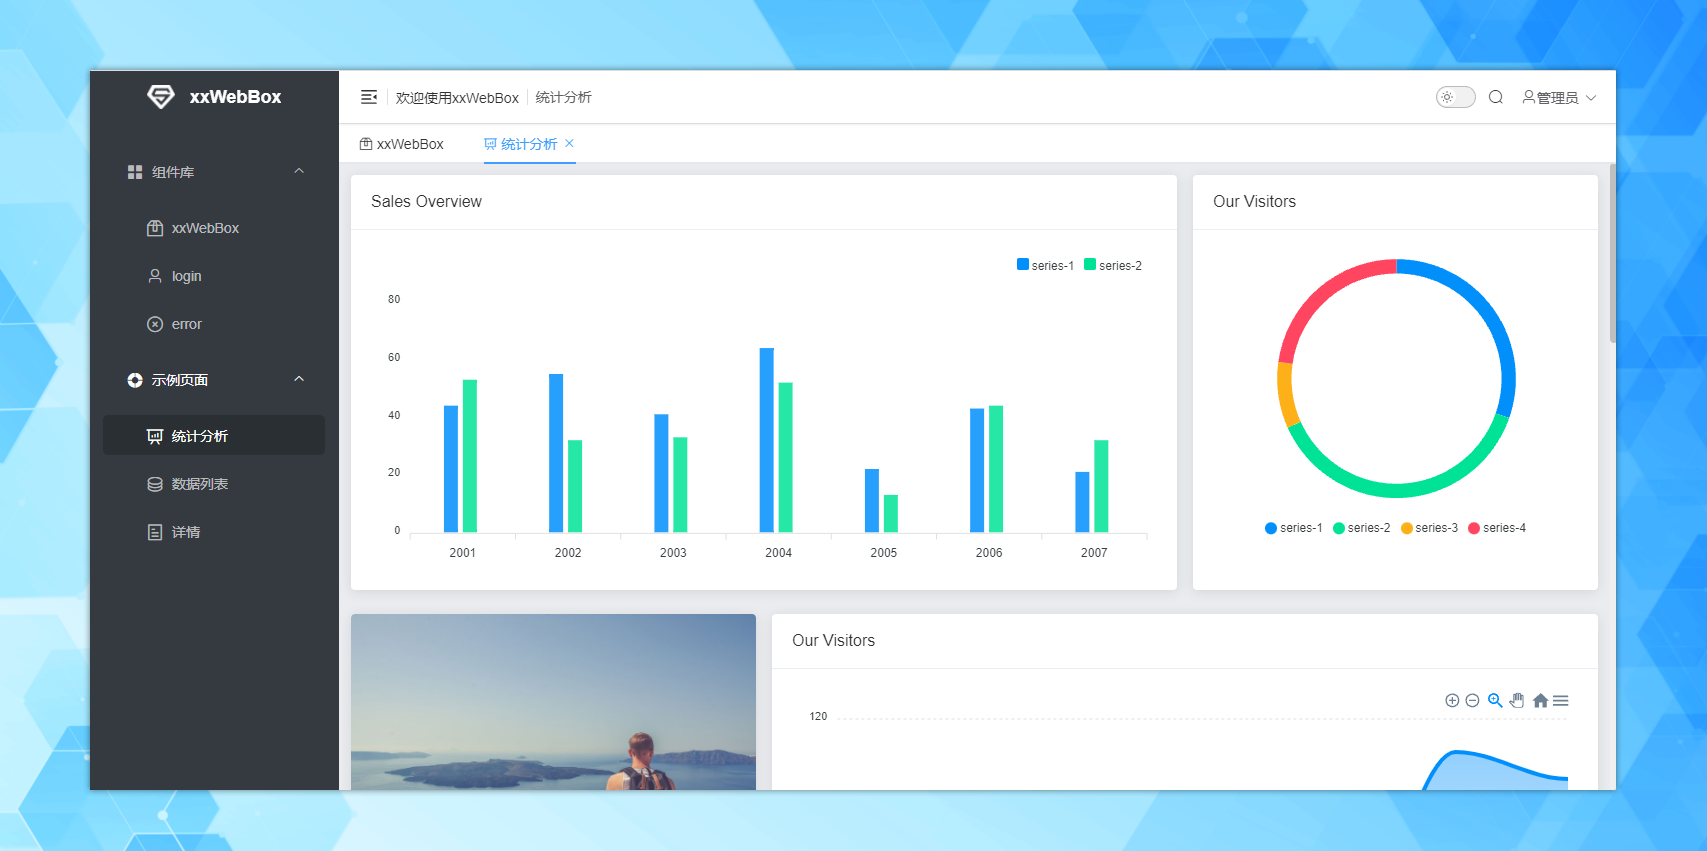 xxWebBox
组件库
xxWebBox
login
error
示例页面
统计分析
数据列表
详情
欢迎使用xxWebBox 统计分析
管理员
xxWebBox 统计分析
Sales Overview
series-1 series-2
80
60
40
20
0
2001 2002 2003 2004 2005 2006 2007
Our Visitors
series-1 series-2 series-3 series-4
Our Visitors
120